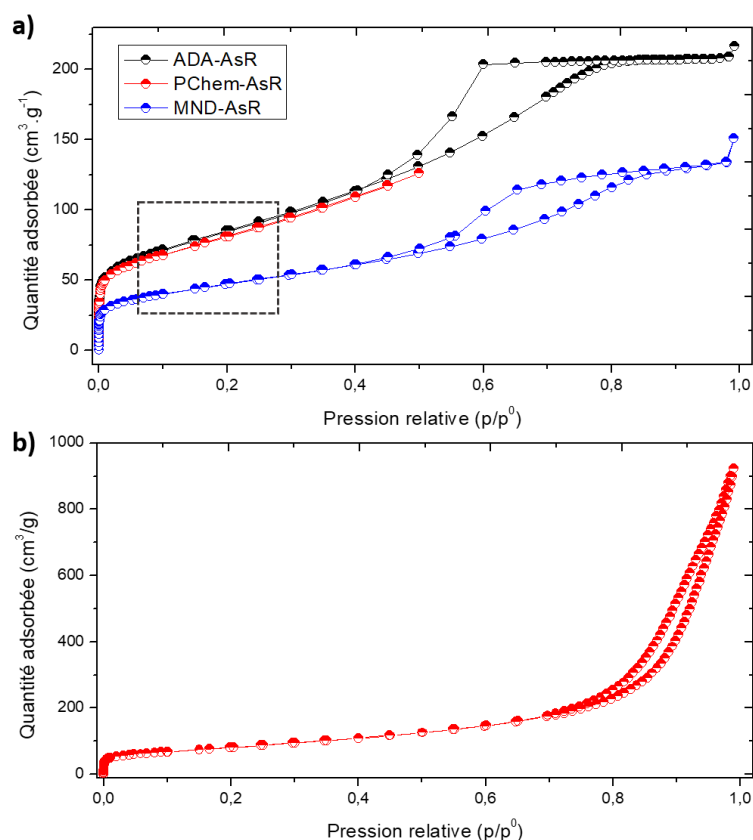 a)
ADA-AsR
PChem-AsR
MND-AsR
Quantité adsorbée (cm³.g⁻¹)
200
150
100
50
0
0,0 0,2 0,4 0,6 0,8 1,0
Pression relative (p/p⁰)
b)
Quantité adsorbée (cm³/g)
1000
800
600
400
200
0
0,0 0,2 0,4 0,6 0,8 1,0
Pression relative (p/p⁰)